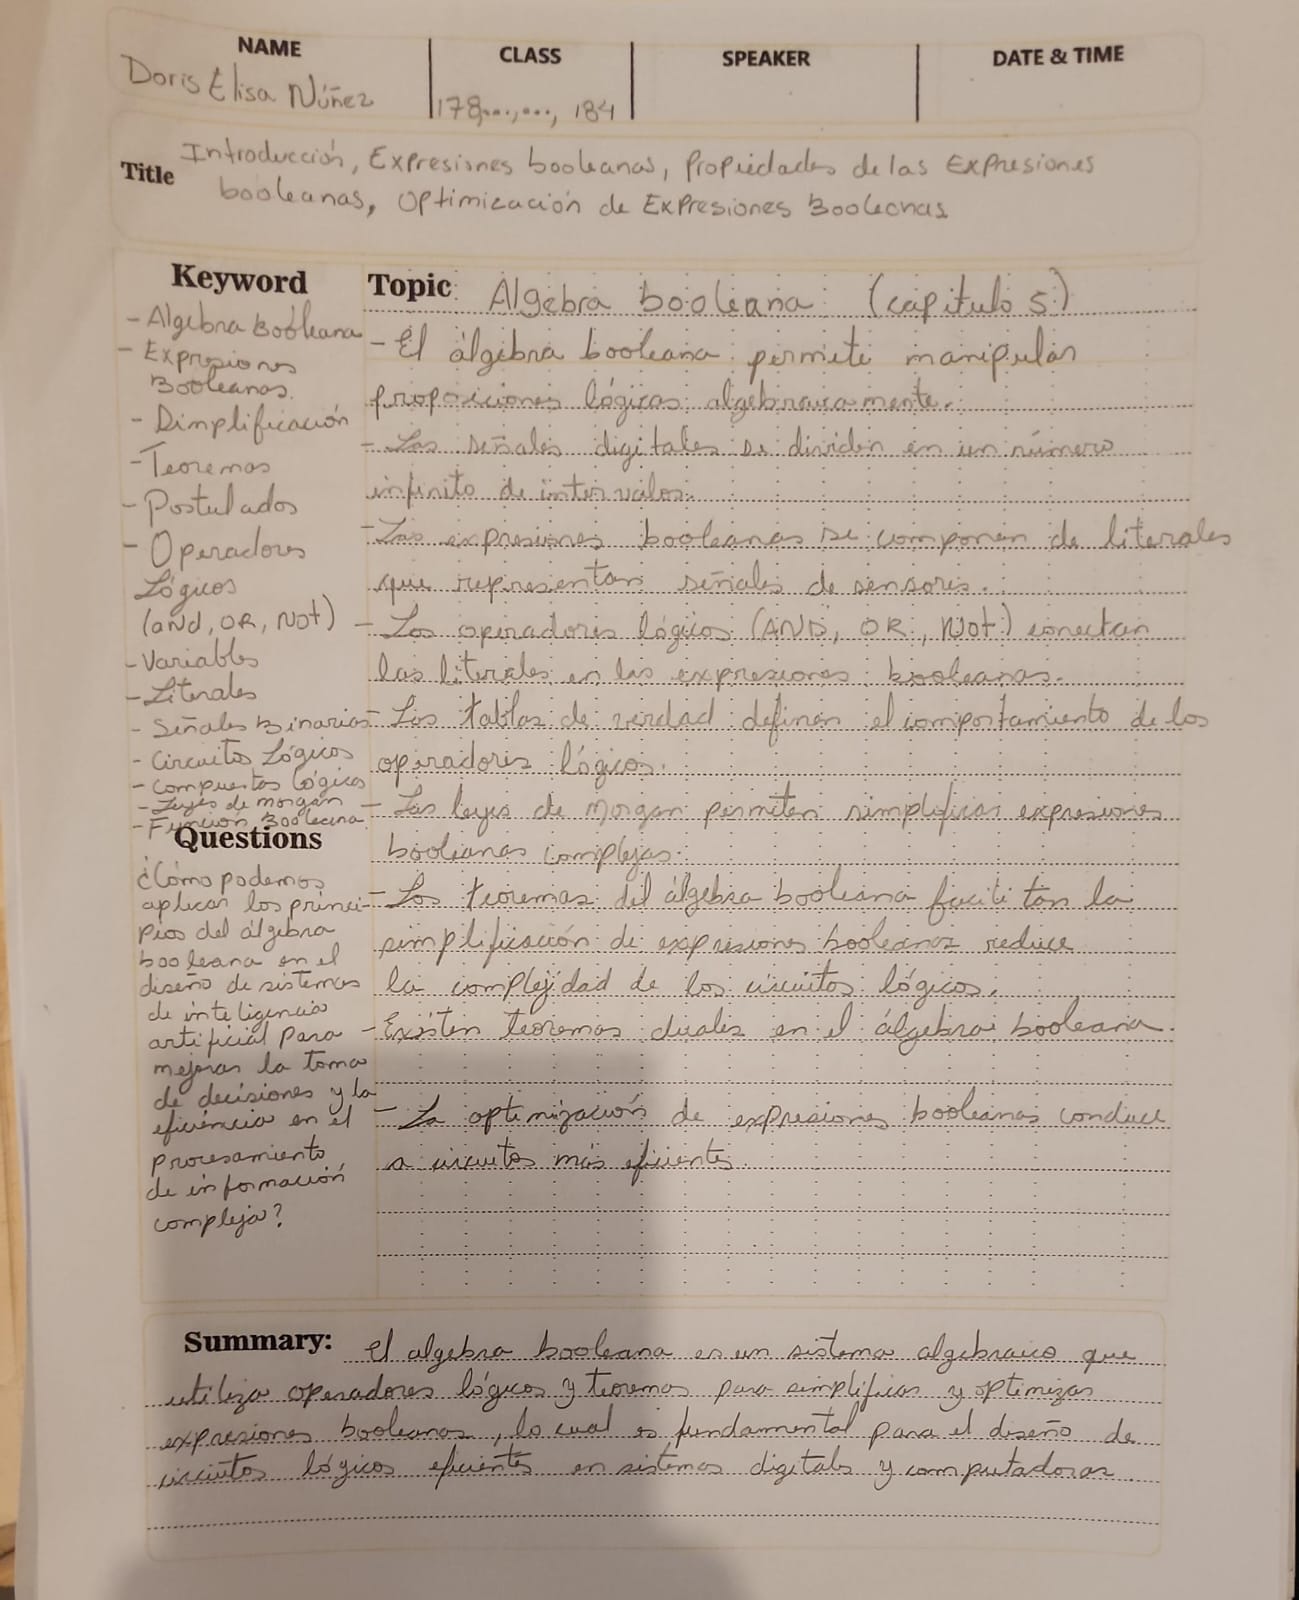 NAME
CLASS
SPEAKER
DATE & TIME
Doris Elisa Núñez
178,...,..., 184
Title
Introducción, Expresiones booleanas, Propiedades de las Expresiones
booleanas, Optimización de Expresiones Booleanas
Keyword
- Algebra Booleana
- Expresiones
Booleanas.
- Dimplificación
- Teoremas
- Postulados
- Operadores
Lógicos
(and, OR, Not)
- Variables
- Literales
- Señales Binarias
- Circuitos Lógicos
- Compuertas lógicas
- Leyes de morgan
- Función Booleana
Questions
¿Cómo podemos
aplicar los princi-
pios del álgebra
booleana en el
diseño de sistemas
de inteligencia
artificial para
mejoras la toma
de decisiones y la
eficiencia en el
procesamiento
de información
compleja?
Topic: Algebra booleana (capitulo 5)
- El álgebra booleana permite manipular
proposiciones lógicas algebraicamente.
- Las señales digitales se dividen en un número
infinito de intervalos.
- Las expresiones booleanas se componen de literales
que representan señales de sensores.
- Los operadores lógicos (AND, OR, Not) conectan
las literales en las expresiones booleanas.
- Las tablas de verdad definen el comportamiento de los
operadores lógicos.
- Las leyes de Morgan permiten simplificar expresiones
booleanas complejas.
- Los teoremas del álgebra booleana facilitan la
simplificación de expresiones booleanas reduce
la complejidad de los circuitos lógicos.
- Existen teoremas duales en el álgebra booleana.
- La optimización de expresiones booleanas conduce
a circuitos más eficientes.
Summary: El algebra booleana es un sistema algebraico que
utiliza operadores lógicos y teoremas para simplificar y optimizar
expresiones booleanas, lo cual es fundamental para el diseño de
circuitos lógicos eficientes en sistemas digitales y computadoras.